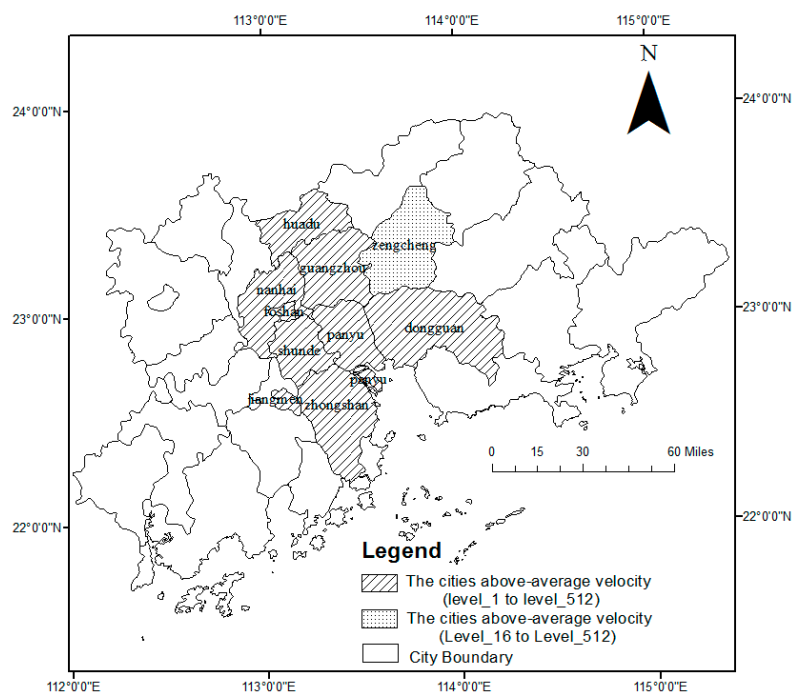 113°0'0"E 114°0'0"E 115°0'0"E
N
24°0'0"N 24°0'0"N
huadu
zengcheng
guangzhou
nanhai
foshan
23°0'0"N 23°0'0"N
panyu
dongguan
shunde
panyu
jiangmen
zhongshan
0 15 30 60 Miles
22°0'0"N 22°0'0"N
Legend
The cities above-average velocity
(level_1 to level_512)
The cities above-average velocity
(Level_16 to Level_512)
City Boundary
112°0'0"E 113°0'0"E 114°0'0"E 115°0'0"E